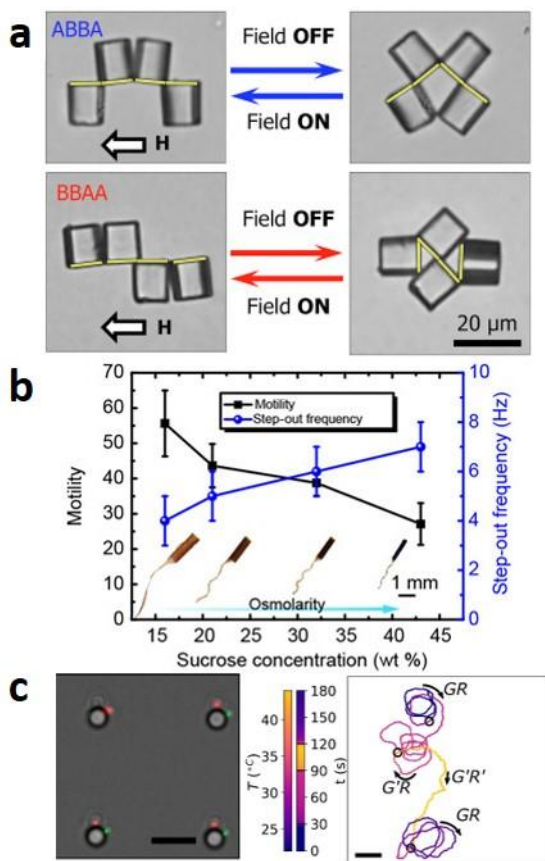 a
ABBA
Field OFF
Field ON
H
BBAA
Field OFF
Field ON
H
20 µm
b
70
60
50
40
30
20
10
0
Motility
Motility
Step-out frequency
10
8
6
4
2
0
Step-out frequency (Hz)
1 mm
Osmolarity
15 20 25 30 35 40 45
Sucrose concentration (wt %)
c
40
35
30
25
T (°C)
180
150
120
90
60
30
0
t (s)
GR
G'R
G'R'
GR